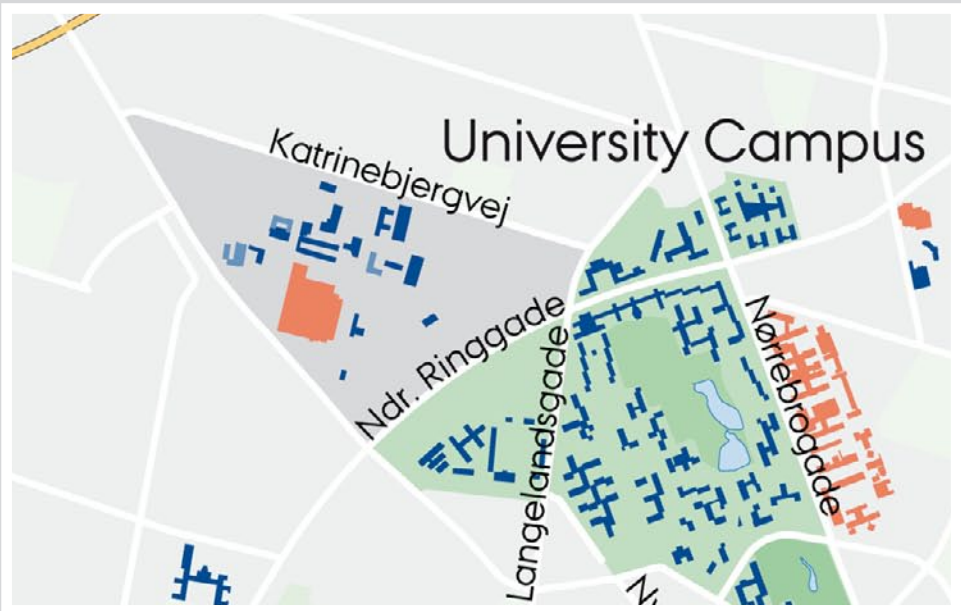 University Campus
Katrinebjergvej
Ndr. Ringgade
Langelandsgade
Nørrebrogade